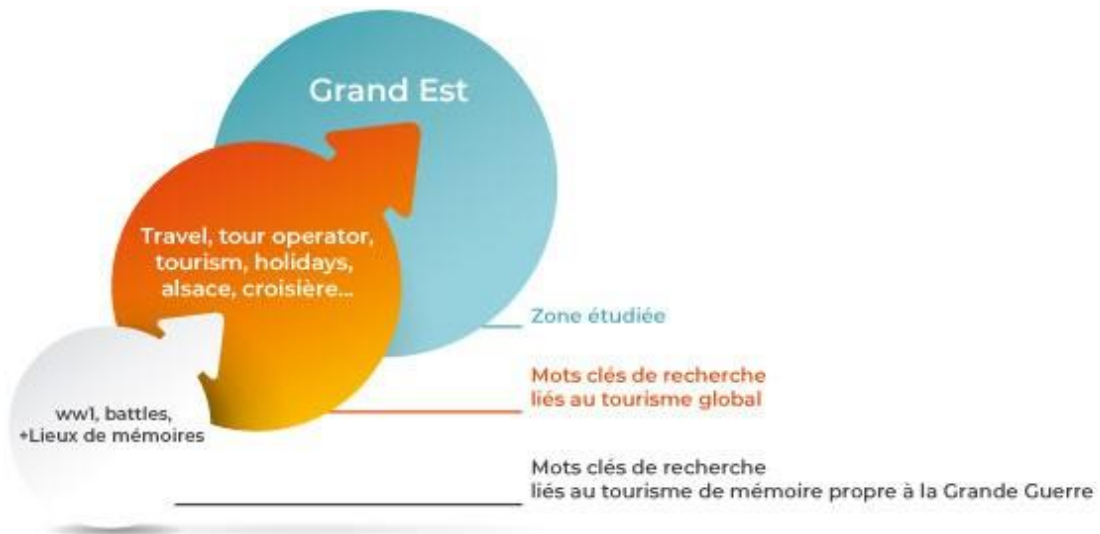 Grand Est
Travel, tour operator,
tourism, holidays,
alsace, croisière...
Zone étudiée
Mots clés de recherche
liés au tourisme global
ww1, battles,
+Lieux de mémoires
Mots clés de recherche
liés au tourisme de mémoire propre à la Grande Guerre